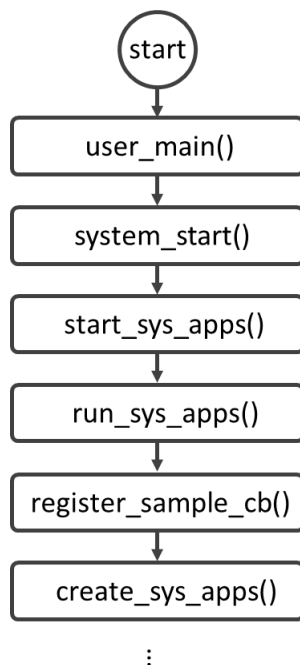 start
user_main()
system_start()
start_sys_apps()
run_sys_apps()
register_sample_cb()
create_sys_apps()
⋮